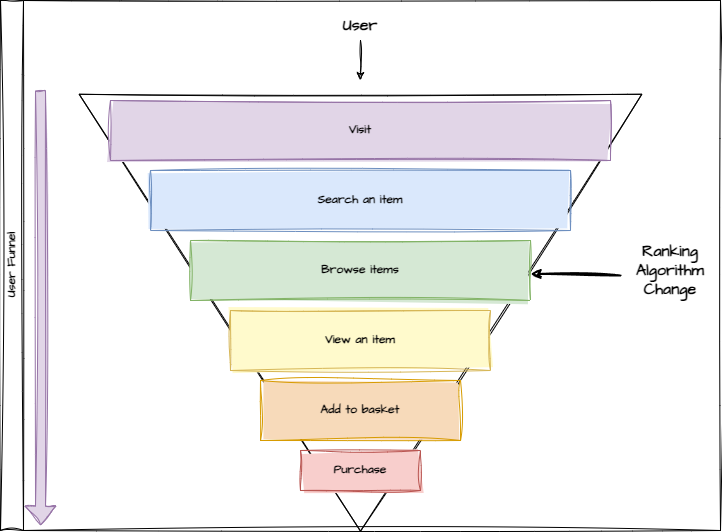 User
Visit
Search an item
Browse items
Ranking
Algorithm
Change
View an item
Add to basket
Purchase
User Funnel